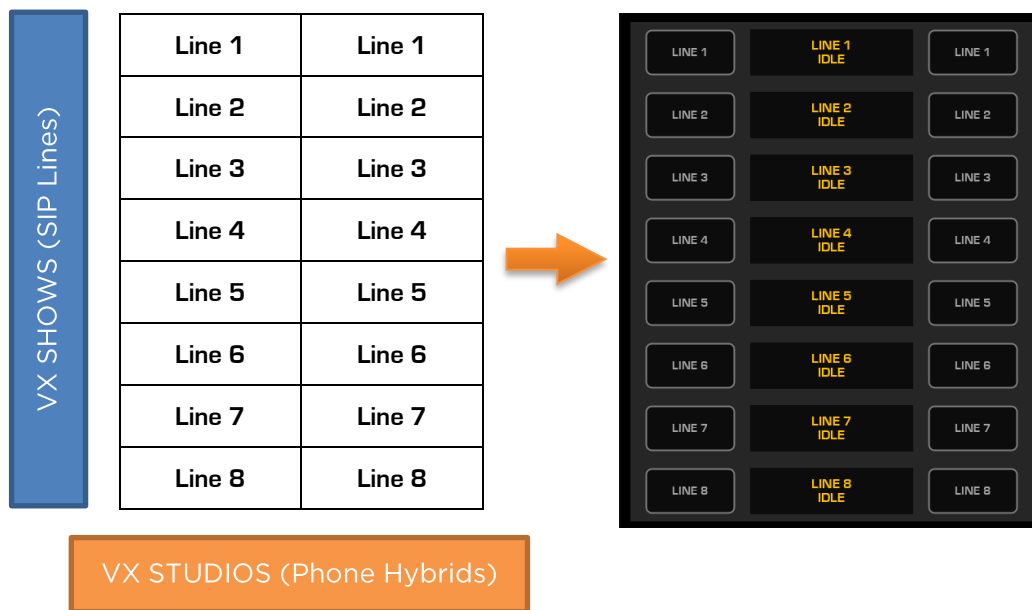 VX SHOWS (SIP Lines)
Line 1 Line 1
Line 2 Line 2
Line 3 Line 3
Line 4 Line 4
Line 5 Line 5
Line 6 Line 6
Line 7 Line 7
Line 8 Line 8
VX STUDIOS (Phone Hybrids)
LINE 1 LINE 1 LINE 1
IDLE
LINE 2 LINE 2 LINE 2
IDLE
LINE 3 LINE 3 LINE 3
IDLE
LINE 4 LINE 4 LINE 4
IDLE
LINE 5 LINE 5 LINE 5
IDLE
LINE 6 LINE 6 LINE 6
IDLE
LINE 7 LINE 7 LINE 7
IDLE
LINE 8 LINE 8 LINE 8
IDLE